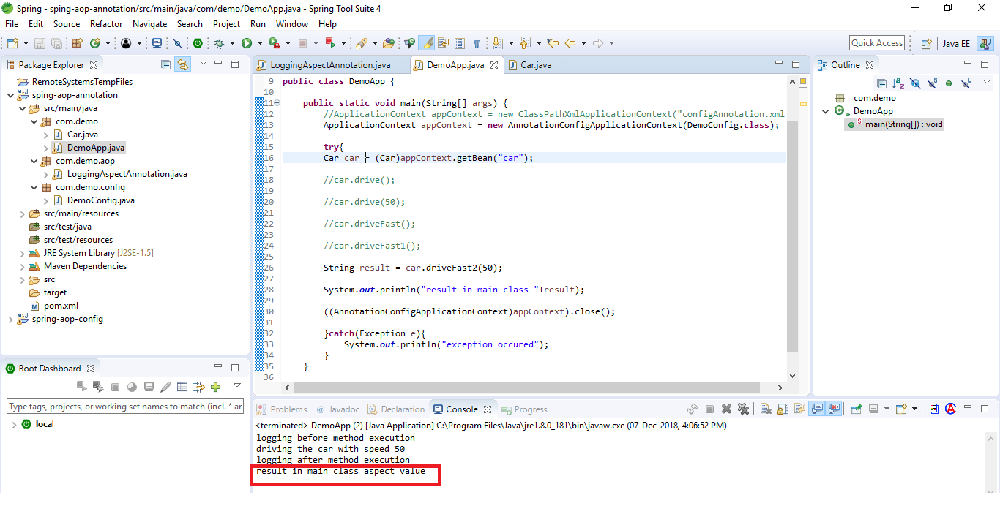 Spring - sping-aop-annotation/src/main/java/com/demo/DemoApp.java - Spring Tool Suite 4
File Edit Source Refactor Navigate Search Project Run Window Help
Quick Access
Java EE
Package Explorer
RemoteSystemsTempFiles
sping-aop-annotation
src/main/java
com.demo
Car.java
DemoApp.java
com.demo.aop
LoggingAspectAnnotation.java
com.demo.config
DemoConfig.java
src/main/resources
src/test/java
src/test/resources
JRE System Library [J2SE-1.5]
Maven Dependencies
src
target
pom.xml
spring-aop-config
Boot Dashboard
Type tags, projects, or working set names to match (incl. * ar
local
LoggingAspectAnnotation.java DemoApp.java Car.java
9 public class DemoApp {
10
11 public static void main(String[] args) {
12 //ApplicationContext appContext = new ClassPathXmlApplicationContext("configAnnotation.xml"
13 ApplicationContext appContext = new AnnotationConfigApplicationContext(DemoConfig.class);
14
15 try{
16 Car car = (Car)appContext.getBean("car");
17
18 //car.drive();
19
20 //car.drive(50);
21
22 //car.driveFast();
23
24 //car.driveFast1();
25
26 String result = car.driveFast2(50);
27
28 System.out.println("result in main class "+result);
29
30 ((AnnotationConfigApplicationContext)appContext).close();
31
32 }catch(Exception e){
33 System.out.println("exception occured");
34 }
35 }
36
Outline
com.demo
DemoApp
main(String[]) : void
Problems Javadoc Declaration Console Progress
<terminated> DemoApp (2) [Java Application] C:\Program Files\Java\jre1.8.0_181\bin\javaw.exe (07-Dec-2018, 4:06:52 PM)
logging before method execution
driving the car with speed 50
logging after method execution
result in main class aspect value